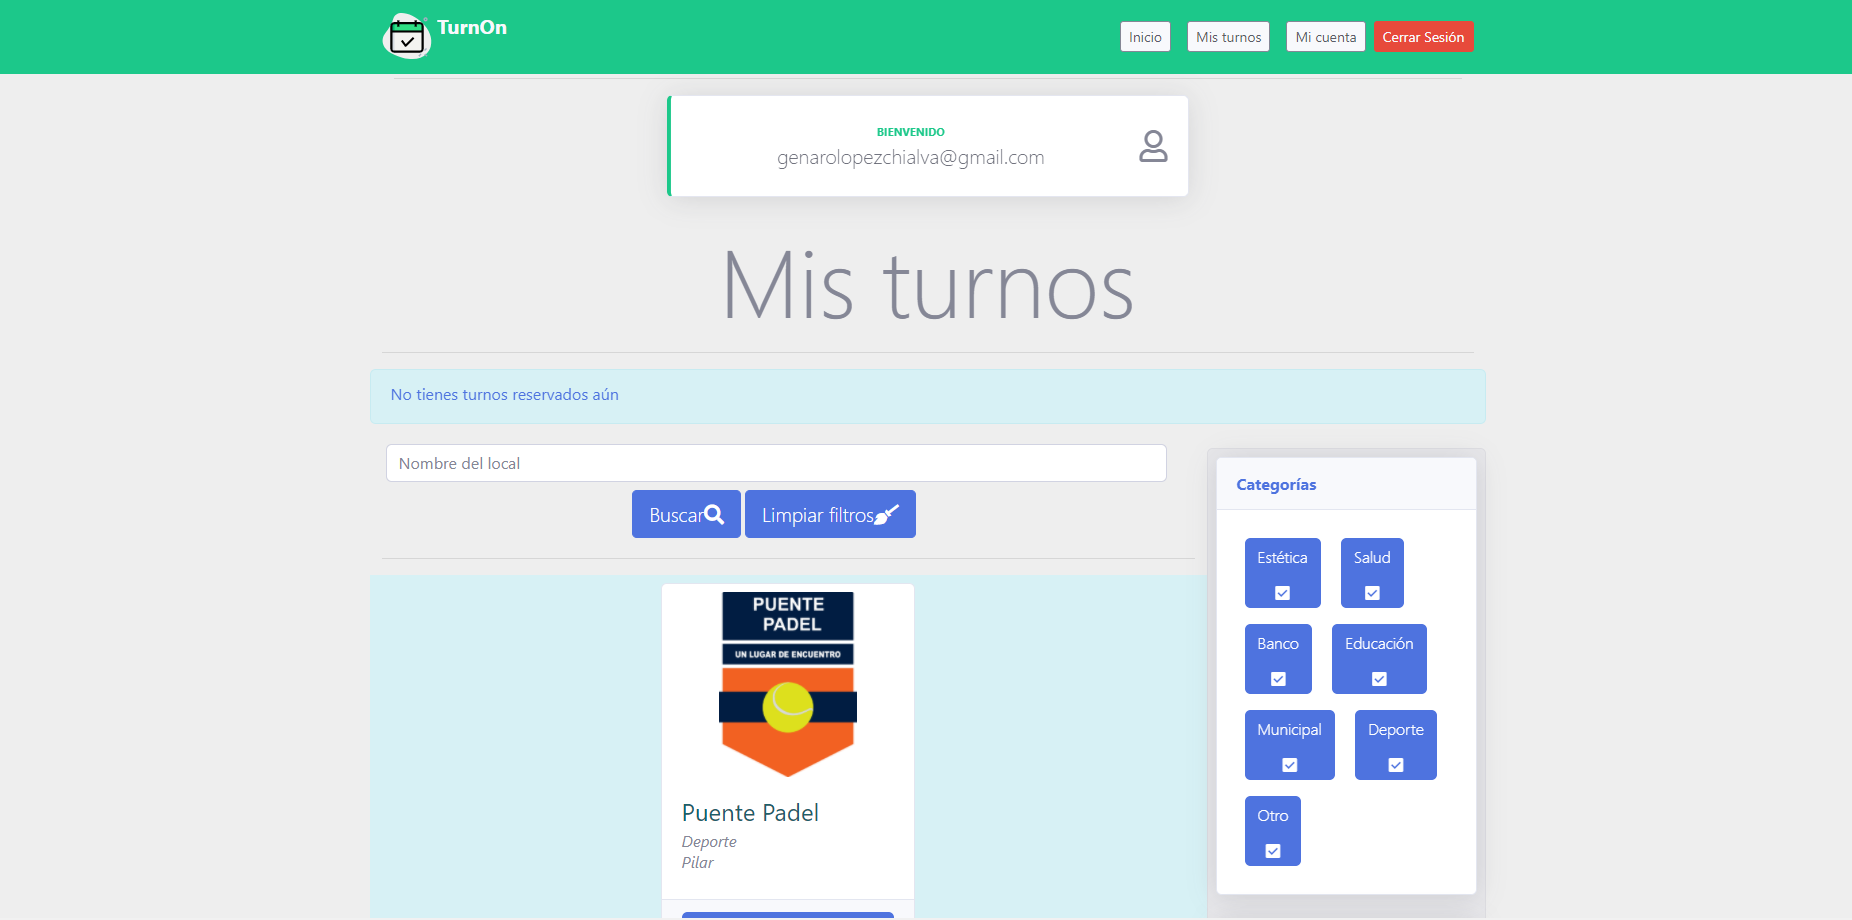 TurnOn
Inicio
Mis turnos
Mi cuenta
Cerrar Sesión
BIENVENIDO
genarolopezchialva@gmail.com
Mis turnos
No tienes turnos reservados aún
Nombre del local
Buscar
Limpiar filtros
PUENTE
PADEL
UN LUGAR DE ENCUENTRO
Puente Padel
Deporte
Pilar
Categorías
Estética
Salud
Banco
Educación
Municipal
Deporte
Otro